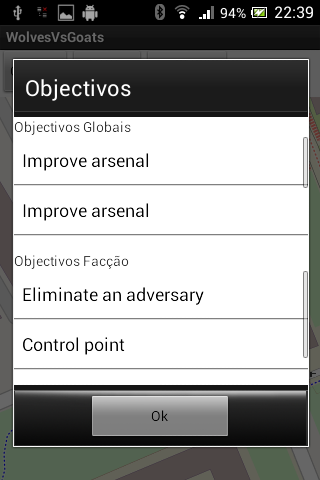 94% 22:39
WolvesVsGoats
Objectivos
Objectivos Globais
Improve arsenal
Improve arsenal
Objectivos Facção
Eliminate an adversary
Control point
Ok